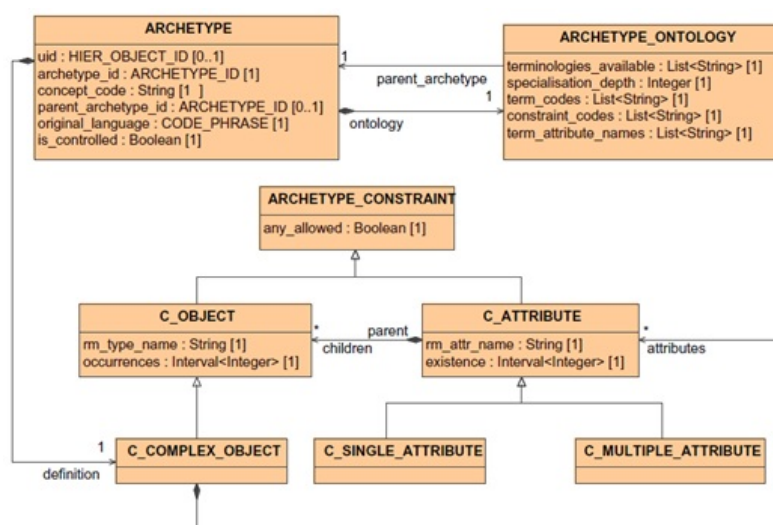 ARCHETYPE
uid : HIER_OBJECT_ID [0..1]
archetype_id : ARCHETYPE_ID [1]
concept_code : String [1 ]
parent_archetype_id : ARCHETYPE_ID [0..1]
original_language : CODE_PHRASE [1]
is_controlled : Boolean [1]
1
parent_archetype
1
ontology
ARCHETYPE_ONTOLOGY
terminologies_available : List<String> [1]
specialisation_depth : Integer [1]
term_codes : List<String> [1]
constraint_codes : List<String> [1]
term_attribute_names : List<String> [1]
ARCHETYPE_CONSTRAINT
any_allowed : Boolean [1]
C_OBJECT
rm_type_name : String [1]
occurrences : Interval<Integer> [1]
*
parent
children
C_ATTRIBUTE
rm_attr_name : String [1]
existence : Interval<Integer> [1]
*
attributes
1
definition
C_COMPLEX_OBJECT
C_SINGLE_ATTRIBUTE
C_MULTIPLE_ATTRIBUTE